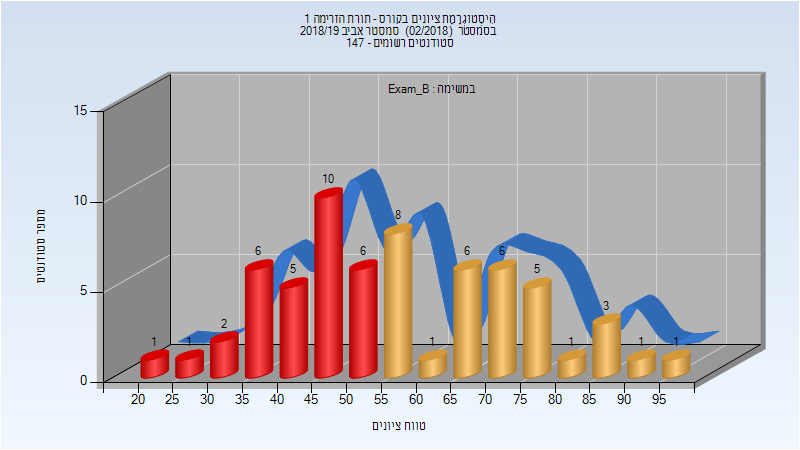 היסטוגרמת ציונים בקורס - תורת הזרימה 1
בסמסטר (02/2018) סמסטר אביב 2018/19
סטודנטים רשומים - 147
במשימה : Exam_B
מספר סטודנטים
15
10
5
0
1
1
2
6
5
10
6
8
1
6
6
5
1
3
1
1
20 25 30 35 40 45 50 55 60 65 70 75 80 85 90 95
טווח ציונים